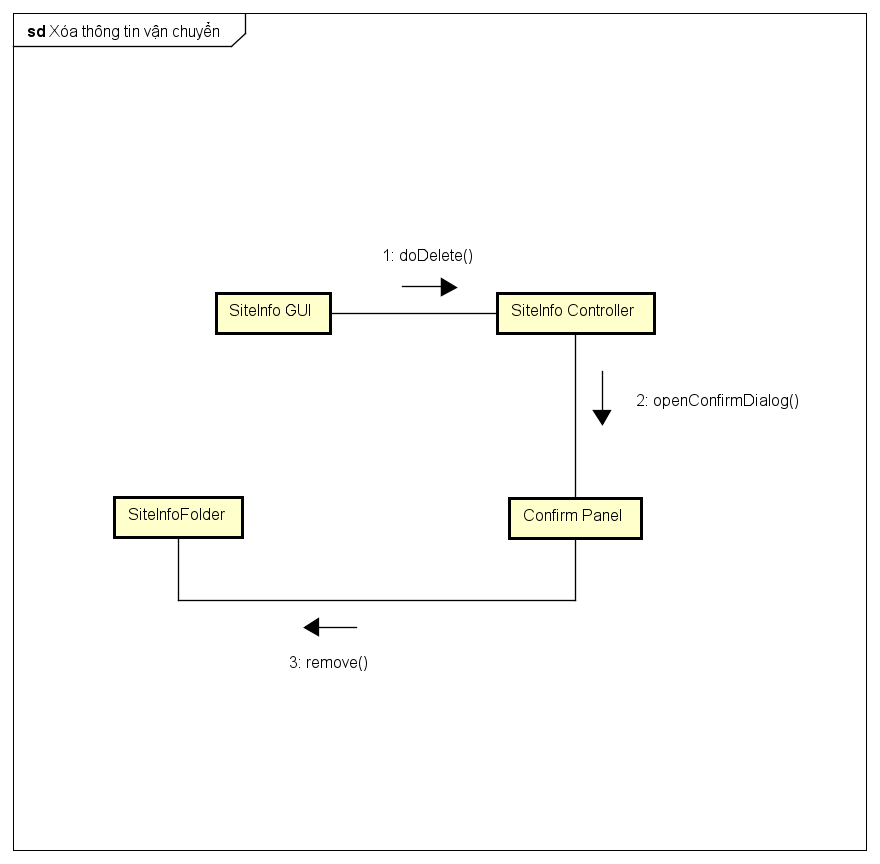 sd Xóa thông tin vận chuyển
1: doDelete()
SiteInfo GUI
SiteInfo Controller
2: openConfirmDialog()
SiteInfoFolder
Confirm Panel
3: remove()